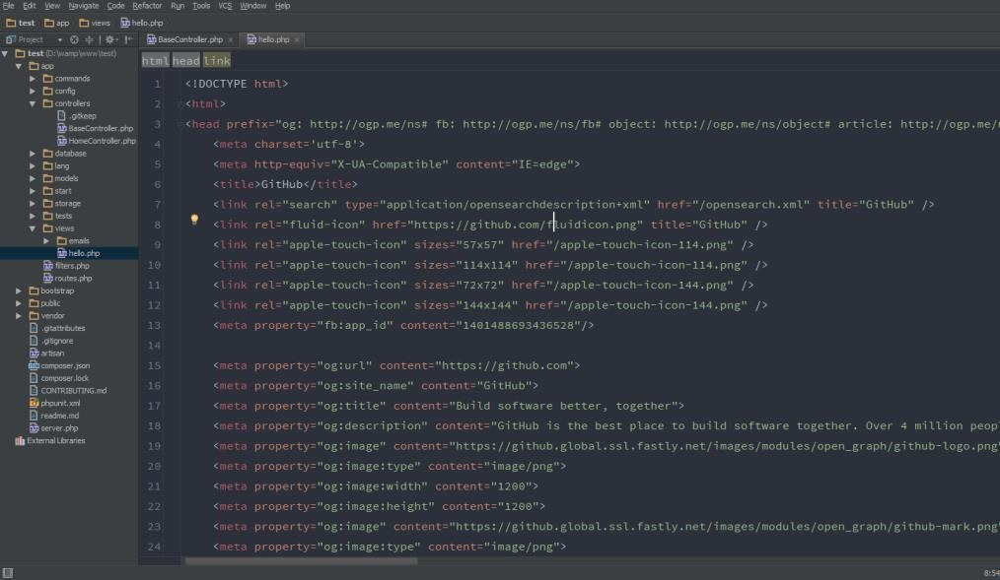 File Edit View Navigate Code Refactor Run Tools VCS Window Help
test app views hello.php
Project
BaseController.php hello.php
test (D:\wamp\www\test)
app
commands
config
controllers
.gitkeep
BaseController.php
HomeController.php
database
lang
models
start
storage
tests
views
emails
hello.php
filters.php
routes.php
bootstrap
public
vendor
.gitattributes
.gitignore
artisan
composer.json
composer.lock
CONTRIBUTING.md
phpunit.xml
readme.md
server.php
External Libraries
html head link
1 <!DOCTYPE html>
2 <html>
3 <head prefix="og: http://ogp.me/ns# fb: http://ogp.me/ns/fb# object: http://ogp.me/ns/object# article: http://ogp.me/
4 <meta charset='utf-8'>
5 <meta http-equiv="X-UA-Compatible" content="IE=edge">
6 <title>GitHub</title>
7 <link rel="search" type="application/opensearchdescription+xml" href="/opensearch.xml" title="GitHub" />
8 <link rel="fluid-icon" href="https://github.com/fluidicon.png" title="GitHub" />
9 <link rel="apple-touch-icon" sizes="57x57" href="/apple-touch-icon-114.png" />
10 <link rel="apple-touch-icon" sizes="114x114" href="/apple-touch-icon-114.png" />
11 <link rel="apple-touch-icon" sizes="72x72" href="/apple-touch-icon-144.png" />
12 <link rel="apple-touch-icon" sizes="144x144" href="/apple-touch-icon-144.png" />
13 <meta property="fb:app_id" content="1401488693436528"/>
14
15 <meta property="og:url" content="https://github.com">
16 <meta property="og:site_name" content="GitHub">
17 <meta property="og:title" content="Build software better, together">
18 <meta property="og:description" content="GitHub is the best place to build software together. Over 4 million peop
19 <meta property="og:image" content="https://github.global.ssl.fastly.net/images/modules/open_graph/github-logo.png"
20 <meta property="og:image:type" content="image/png">
21 <meta property="og:image:width" content="1200">
22 <meta property="og:image:height" content="1200">
23 <meta property="og:image" content="https://github.global.ssl.fastly.net/images/modules/open_graph/github-mark.png"
24 <meta property="og:image:type" content="image/png">
8:54